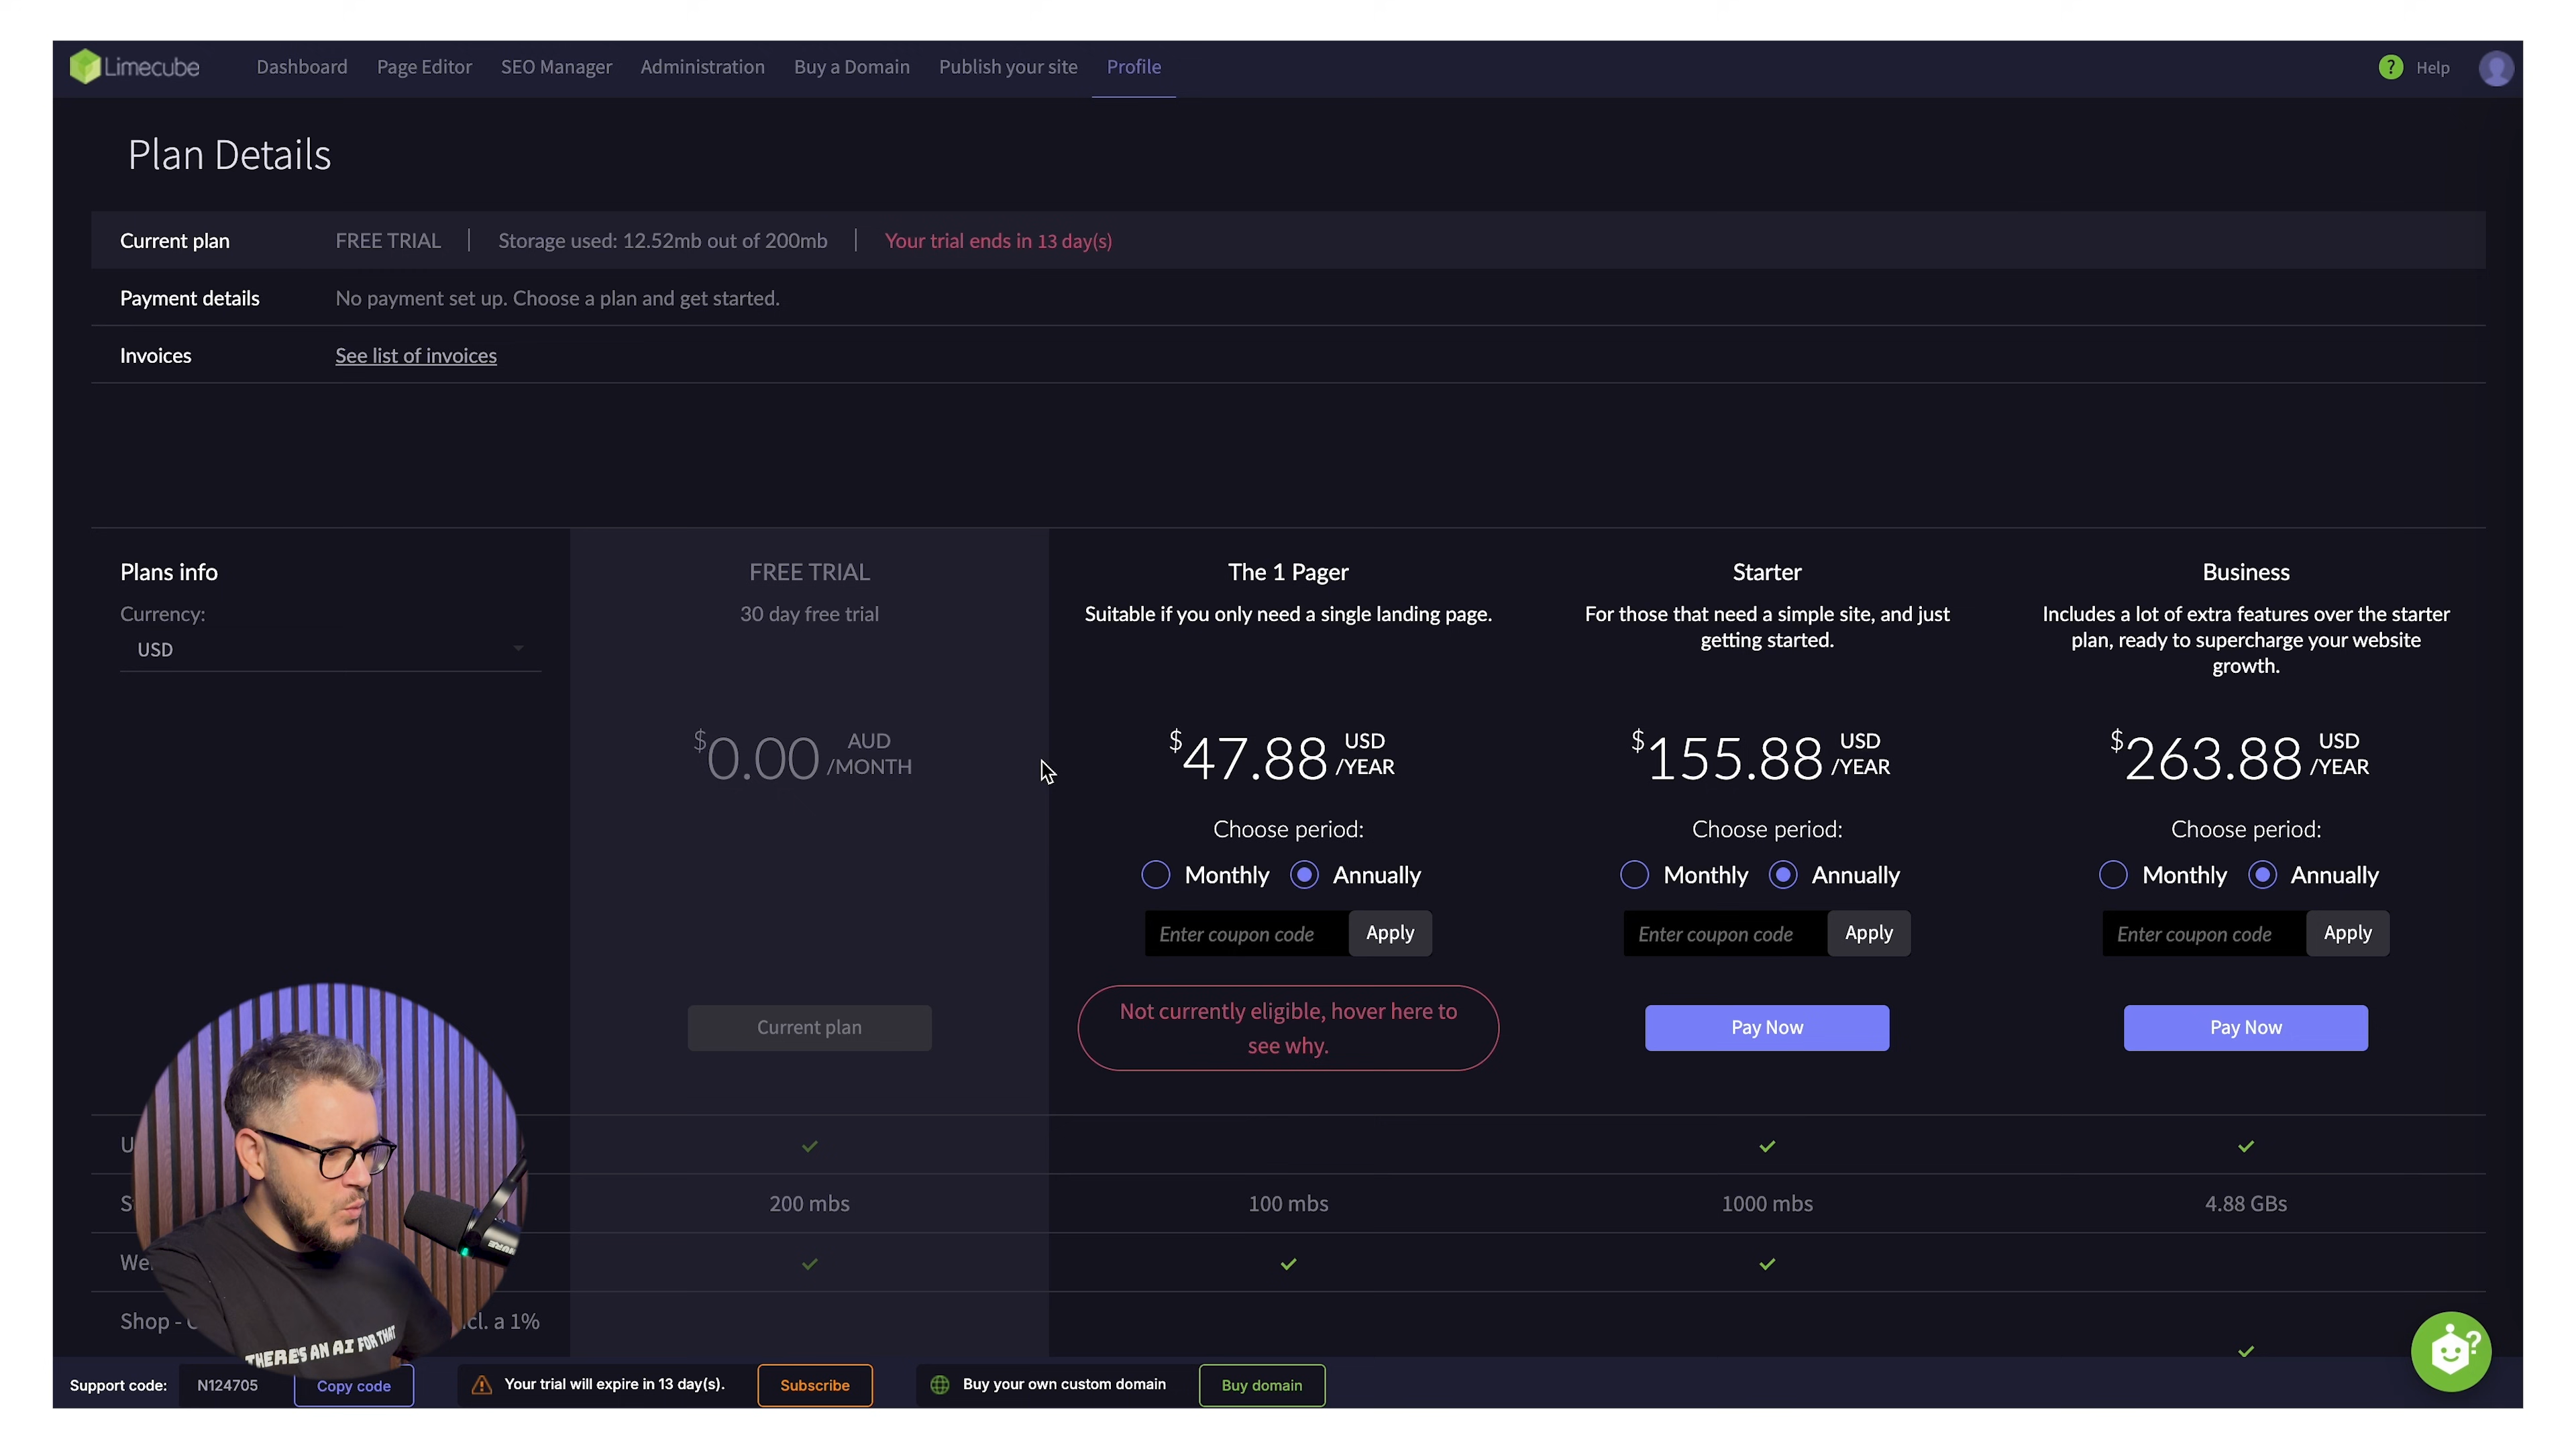 Limecube Dashboard Page Editor SEO Manager Administration Buy a Domain Publish your site Profile ? Help
Plan Details
Current plan FREE TRIAL | Storage used: 12.52mb out of 200mb | Your trial ends in 13 day(s)
Payment details No payment set up. Choose a plan and get started.
Invoices See list of invoices
Plans info
Currency:
USD
FREE TRIAL
30 day free trial
$0.00 AUD
/MONTH
Current plan
The 1 Pager
Suitable if you only need a single landing page.
$47.88 USD
/YEAR
Choose period:
Monthly Annually
Enter coupon code Apply
Not currently eligible, hover here to
see why.
Starter
For those that need a simple site, and just
getting started.
$155.88 USD
/YEAR
Choose period:
Monthly Annually
Enter coupon code Apply
Pay Now
Business
Includes a lot of extra features over the starter
plan, ready to supercharge your website
growth.
$263.88 USD
/YEAR
Choose period:
Monthly Annually
Enter coupon code Apply
Pay Now
200 mbs 100 mbs 1000 mbs 4.88 GBs
Shop - a 1%
THERE'S AN AI FOR THAT
Support code: N124705 Copy code Your trial will expire in 13 day(s). Subscribe Buy your own custom domain Buy domain
?